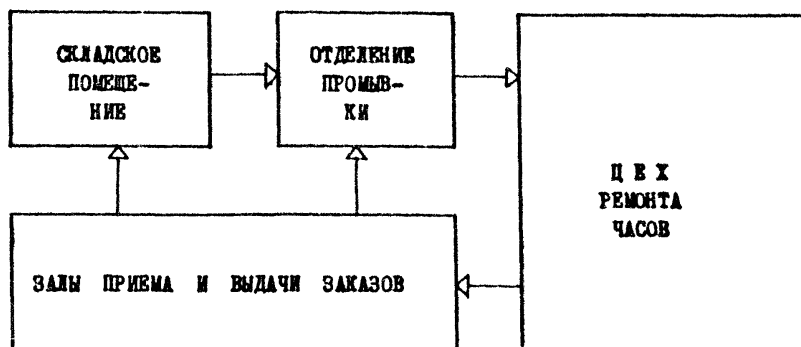 СКЛАДСКОЕ
ПОМЕЩЕ-
НИЕ
ОТДЕЛЕНИЕ
ПРОМЫВ-
КИ
Ц Е Х
РЕМОНТА
ЧАСОВ
ЗАЛЫ ПРИЕМА И ВЫДАЧИ ЗАКАЗОВ